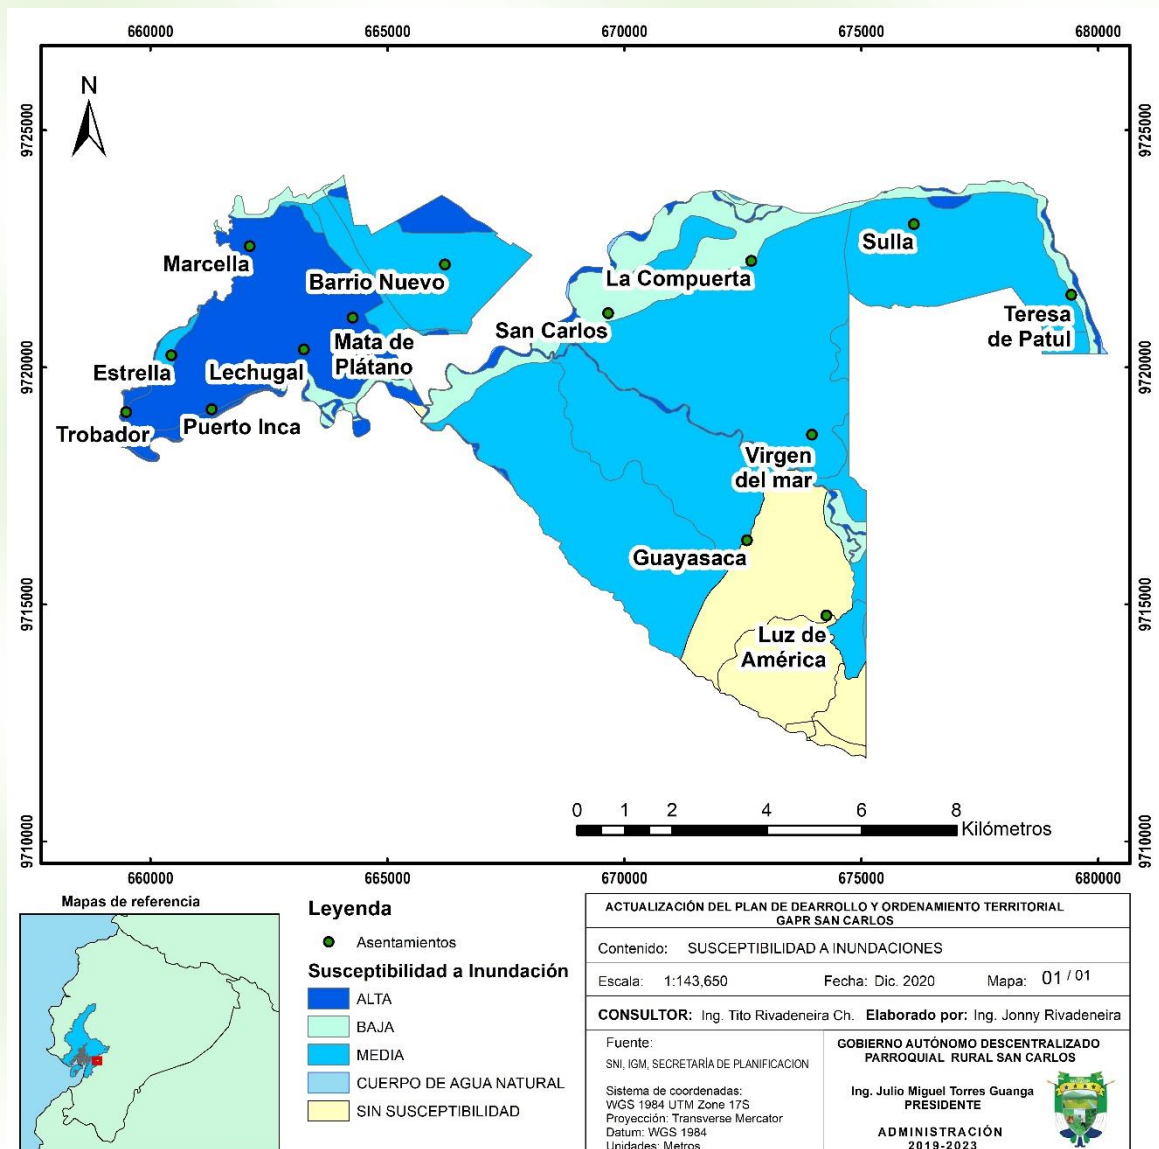 660000
665000
670000
675000
680000
N
9725000
9725000
9720000
9720000
9715000
9715000
9710000
9710000
Marcella
Barrio Nuevo
La Compuerta
Sulla
San Carlos
Teresa
de Patul
Mata de
Plátano
Estrella
Lechugal
Trobador
Puerto Inca
Virgen
del mar
Guayasaca
Luz de
América
0 1 2 4 6 8
Kilómetros
660000
665000
670000
675000
680000
Mapas de referencia
Leyenda
Asentamientos
Susceptibilidad a Inundación
ALTA
BAJA
MEDIA
CUERPO DE AGUA NATURAL
SIN SUSCEPTIBILIDAD
ACTUALIZACIÓN DEL PLAN DE DEARROLLO Y ORDENAMIENTO TERRITORIAL
GAPR SAN CARLOS
Contenido: SUSCEPTIBILIDAD A INUNDACIONES
Escala: 1:143,650 Fecha: Dic. 2020 Mapa: 01 / 01
CONSULTOR: Ing. Tito Rivadeneira Ch. Elaborado por: Ing. Jonny Rivadeneira
Fuente:
SNI, IGM, SECRETARÍA DE PLANIFICACION
Sistema de coordenadas:
WGS 1984 UTM Zone 17S
Proyección: Transverse Mercator
Datum: WGS 1984
Unidades: Metros
GOBIERNO AUTÓNOMO DESCENTRALIZADO
PARROQUIAL RURAL SAN CARLOS
Ing. Julio Miguel Torres Guanga
PRESIDENTE
ADMINISTRACIÓN
2019-2023